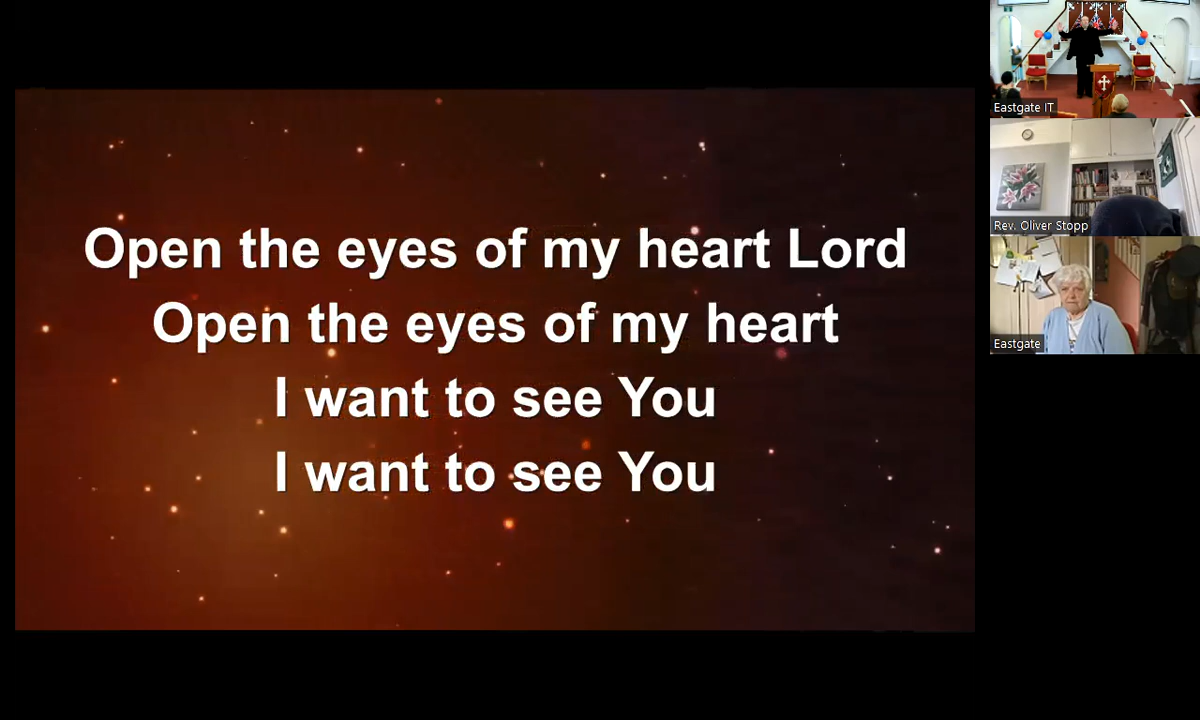 Open the eyes of my heart Lord
Open the eyes of my heart
I want to see You
I want to see You
Eastgate IT
Rev. Oliver Stopp
Eastgate